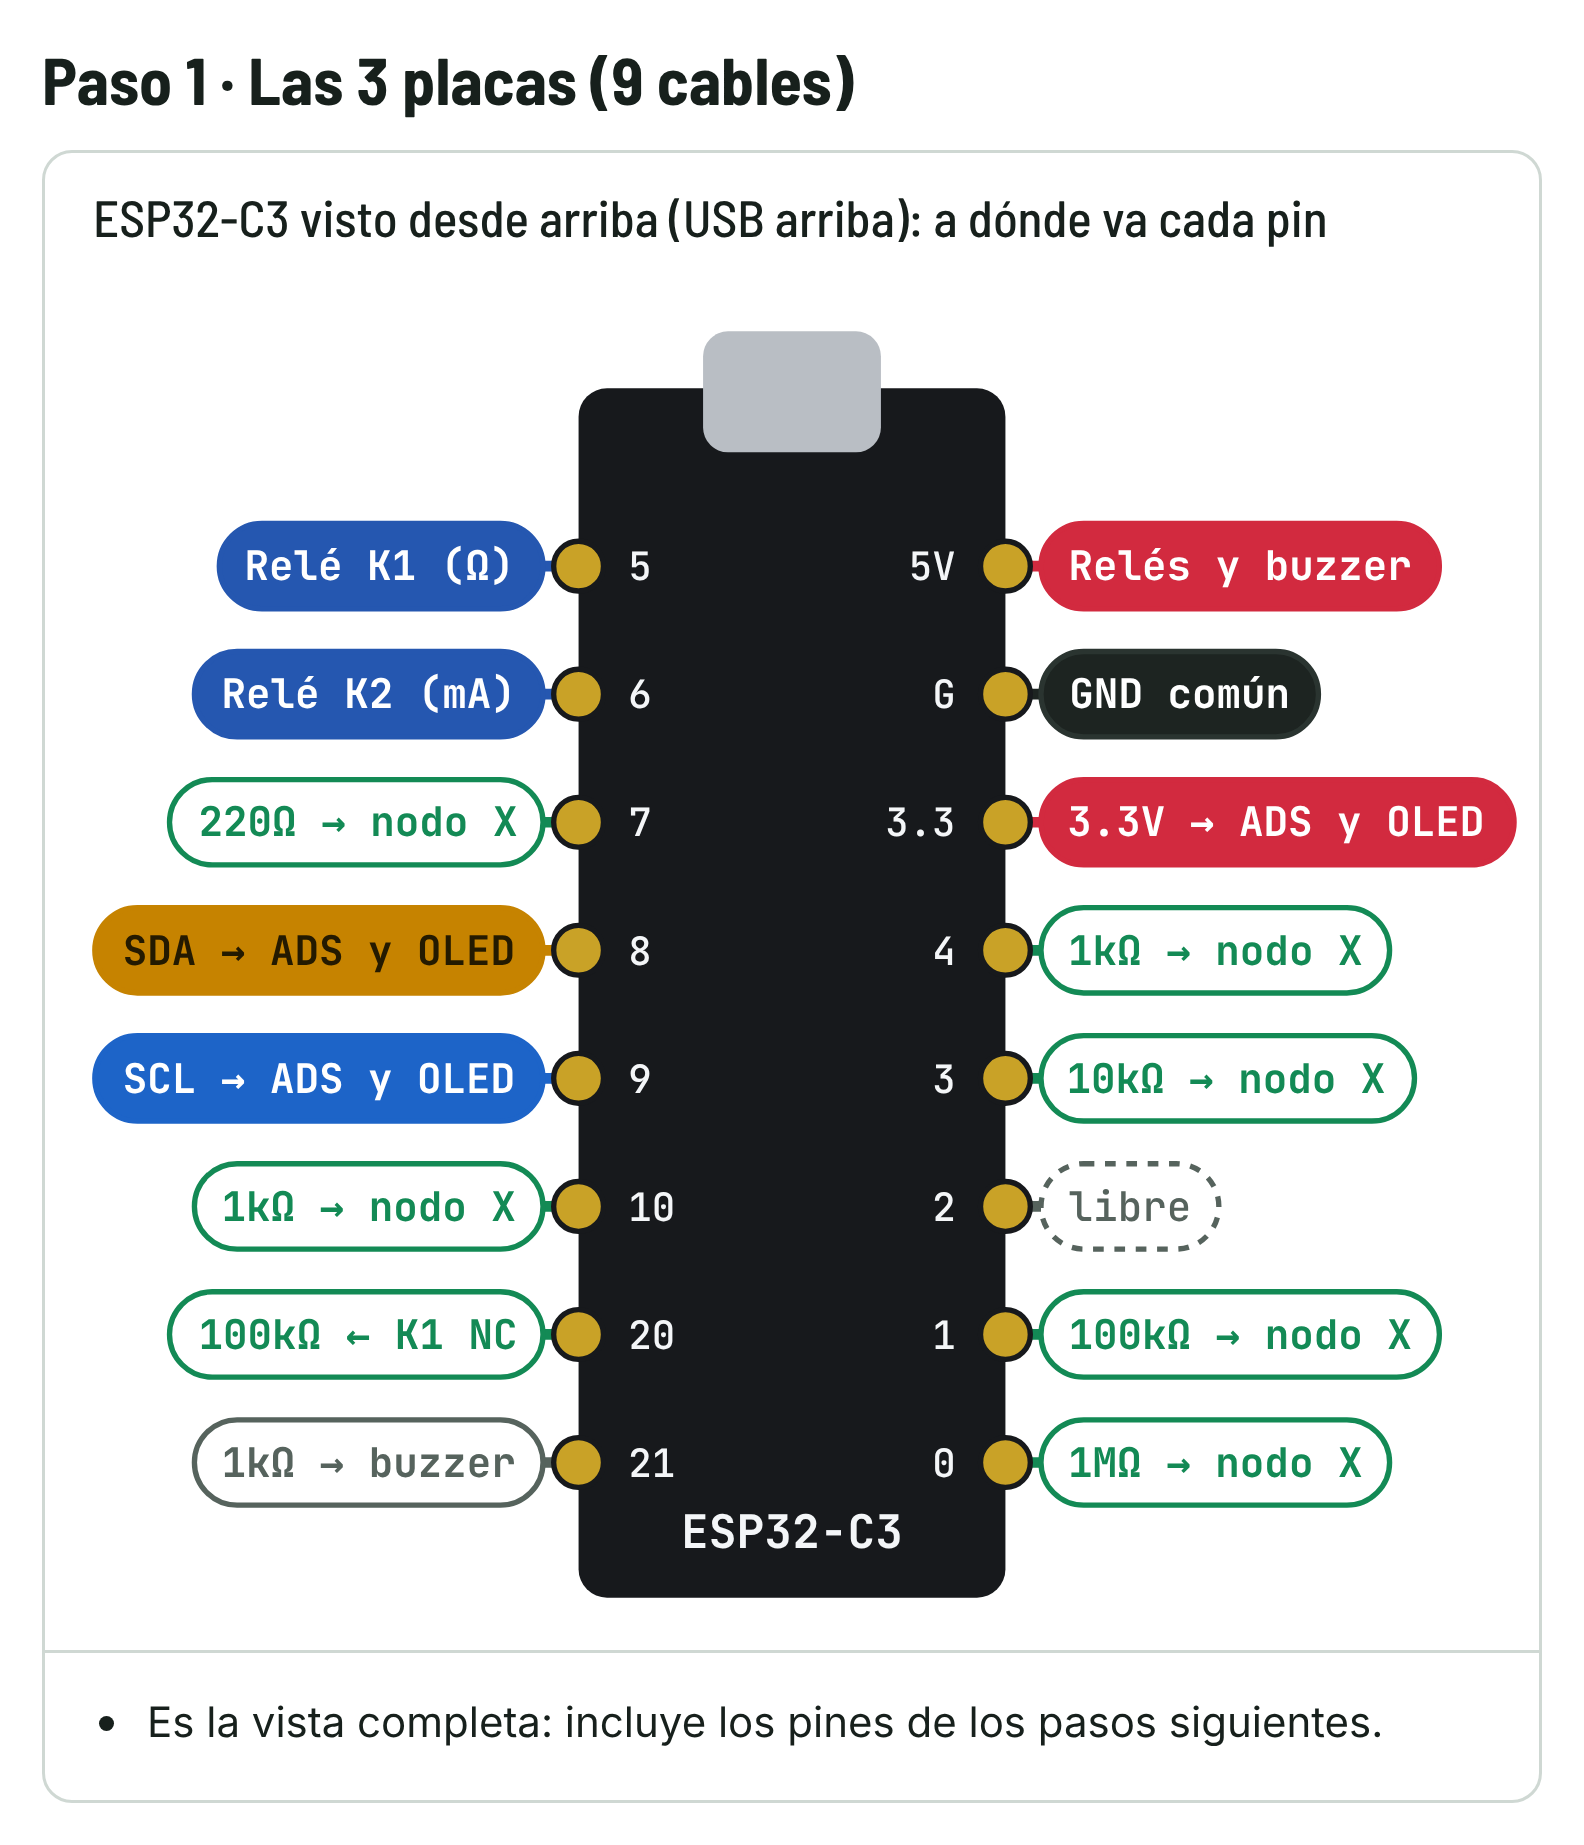 Paso 1 · Las 3 placas (9 cables)
ESP32-C3 visto desde arriba (USB arriba): a dónde va cada pin
Relé K1 (Ω) 5 5V Relés y buzzer
Relé K2 (mA) 6 G GND común
220Ω → nodo X 7 3.3 3.3V → ADS y OLED
SDA → ADS y OLED 8 4 1kΩ → nodo X
SCL → ADS y OLED 9 3 10kΩ → nodo X
1kΩ → nodo X 10 2 libre
100kΩ ← K1 NC 20 1 100kΩ → nodo X
1kΩ → buzzer 21 0 1MΩ → nodo X
ESP32-C3
• Es la vista completa: incluye los pines de los pasos siguientes.